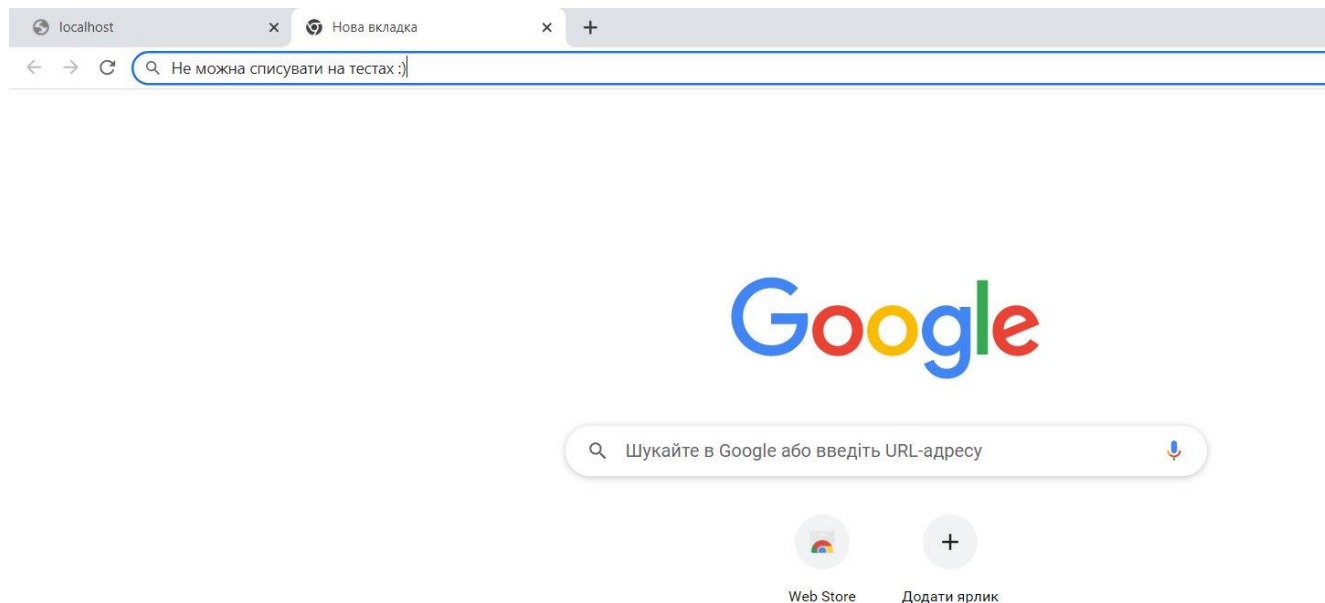 localhost
Нова вкладка
Не можна списувати на тестах :)
Google
Шукайте в Google або введіть URL-адресу
Web Store
Додати ярлик